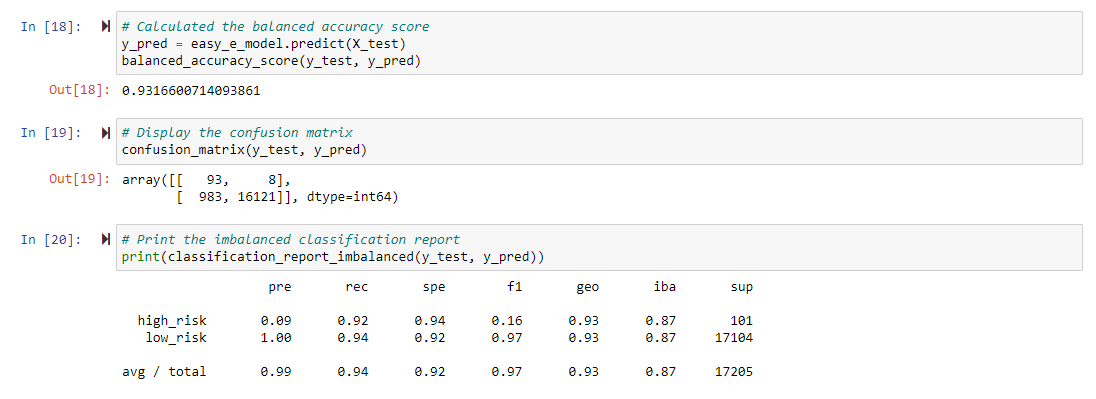 In [18]: # Calculated the balanced accuracy score
y_pred = easy_e_model.predict(X_test)
balanced_accuracy_score(y_test, y_pred)
Out[18]: 0.9316600714093861
In [19]: # Display the confusion matrix
confusion_matrix(y_test, y_pred)
Out[19]: array([[   93,     8],
       [  983, 16121]], dtype=int64)
In [20]: # Print the imbalanced classification report
print(classification_report_imbalanced(y_test, y_pred))
pre rec spe f1 geo iba sup
high_risk 0.09 0.92 0.94 0.16 0.93 0.87 101
low_risk 1.00 0.94 0.92 0.97 0.93 0.87 17104
avg / total 0.99 0.94 0.92 0.97 0.93 0.87 17205